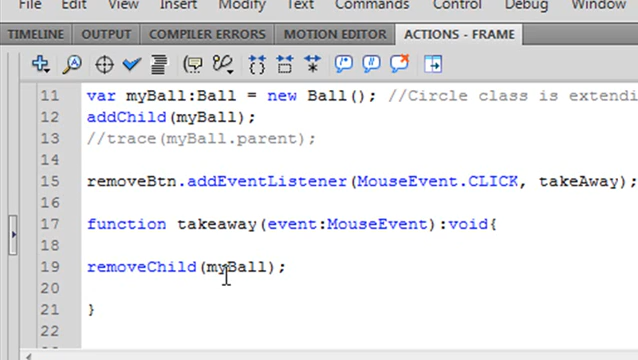 File Edit View Insert Modify Text Commands Control Debug Window
TIMELINE OUTPUT COMPILER ERRORS MOTION EDITOR ACTIONS - FRAME
11 var myBall:Ball = new Ball(); //Circle class is extendi
12 addChild(myBall);
13 //trace(myBall.parent);
14
15 removeBtn.addEventListener(MouseEvent.CLICK, takeAway);
16
17 function takeaway(event:MouseEvent):void{
18
19 removeChild(myBall);
20
21 }
22